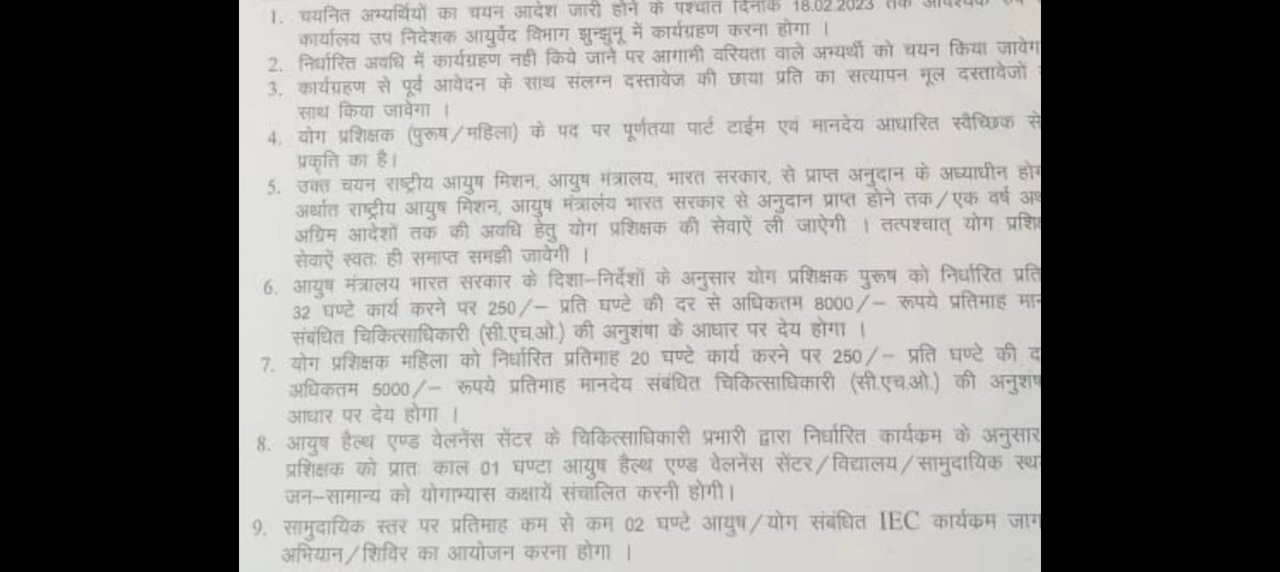 1. चयनित अभ्यर्थियों का चयन आदेश जारी होने के पश्चात दिनांक 18.02.2023 तक
कार्यालय उप निदेशक आयुर्वेद विभाग झुन्झुनू में कार्यग्रहण करना होगा ।
2. निर्धारित अवधि में कार्यग्रहण नही किये जाने पर आगामी वरियता वाले अभ्यर्थी को चयन किया
3. कार्यग्रहण से पूर्व आवेदन के साथ संलग्न दस्तावेज की छाया प्रति का सत्यापन मूल दस्तावेजों
साथ किया जावेगा ।
4. योग प्रशिक्षक (पुरूष/महिला) के पद पर पूर्णतया पार्ट टाईम एवं मानदेय आधारित स्वैच्छिक
प्रकृति का है।
5. उक्त चयन राष्ट्रीय आयुष मिशन, आयुष मंत्रालय, भारत सरकार, से प्राप्त अनुदान के अध्याधीन
अर्थात राष्ट्रीय आयुष मिशन, आयुष मंत्रालय भारत सरकार से अनुदान प्राप्त होने तक/एक वर्ष
अग्रिम आदेशों तक की अवधि हेतु योग प्रशिक्षक की सेवाऐं ली जाऐगी । तत्पश्चात् योग
सेवाऐं स्वतः ही समाप्त समझी जावेगी ।
6. आयुष मंत्रालय भारत सरकार के दिशा–निर्देशों के अनुसार योग प्रशिक्षक पुरूष को निर्धारित
32 घण्टे कार्य करने पर 250/– प्रति घण्टे की दर से अधिकतम 8000/– रूपये प्रतिमाह
संबंधित चिकित्साधिकारी (सी.एच.ओ.) की अनुशंषा के आधार पर देय होगा ।
7. योग प्रशिक्षक महिला को निर्धारित प्रतिमाह 20 घण्टे कार्य करने पर 250/– प्रति घण्टे की
अधिकतम 5000/– रूपये प्रतिमाह मानदेय संबंधित चिकित्साधिकारी (सी.एच.ओ.) की
आधार पर देय होगा ।
8. आयुष हैल्थ एण्ड वेलनेंस सेंटर के चिकित्साधिकारी प्रभारी द्वारा निर्धारित कार्यकम के अनुसार
प्रशिक्षक को प्रातः काल 01 घण्टा आयुष हैल्थ एण्ड वेलनेंस सेंटर/विद्यालय/सामुदायिक
जन–सामान्य को योगाभ्यास कक्षायें संचालित करनी होगी।
9. सामुदायिक स्तर पर प्रतिमाह कम से कम 02 घण्टे आयुष/योग संबंधित IEC कार्यकम
अभियान/शिविर का आयोजन करना होगा ।